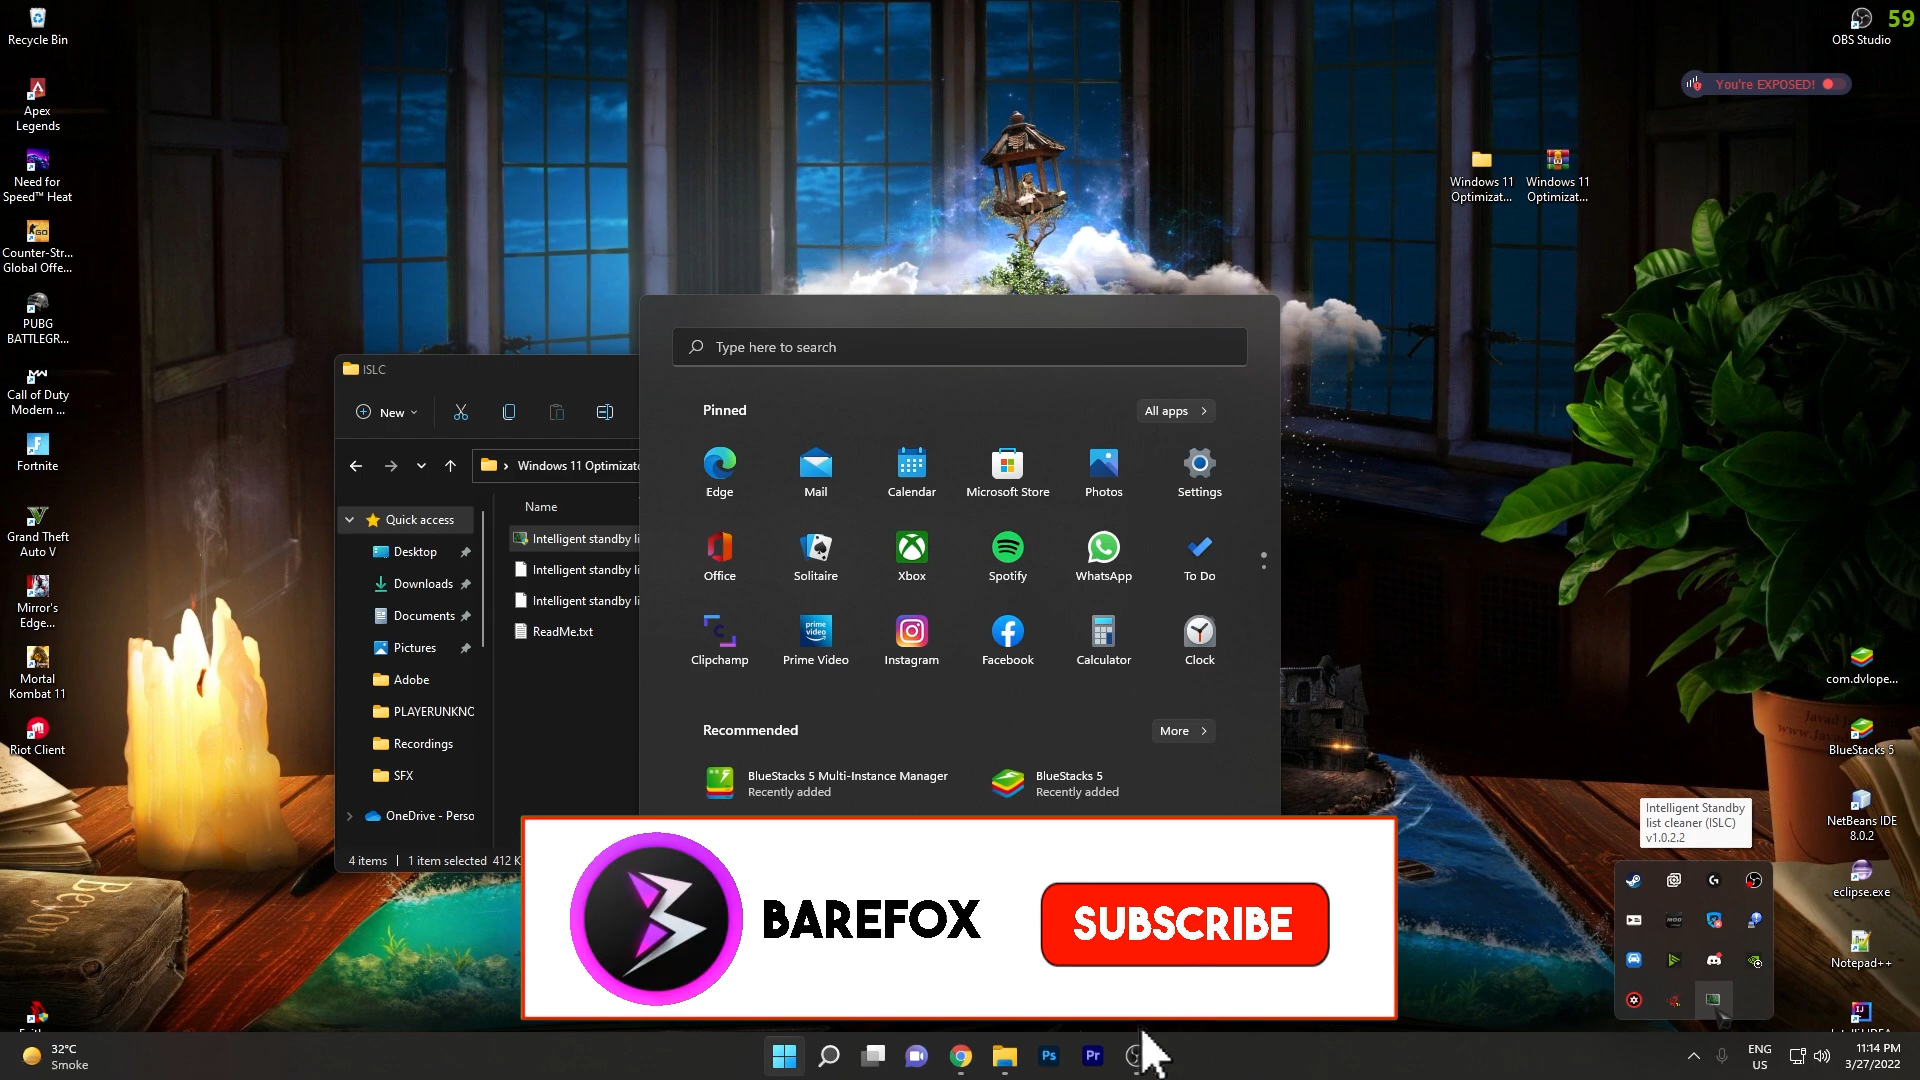 Recycle Bin
Apex
Legends
Need for
Speed™ Heat
Counter-Str...
Global Offe...
PUBG
BATTLEGR...
Call of Duty
Modern ...
Fortnite
Grand Theft
Auto V
Mirror's
Edge...
Mortal
Kombat 11
Riot Client
OBS Studio
59
You're EXPOSED!
Windows 11
Optimizat...
Windows 11
Optimizat...
ISLC
New
Windows 11 Optimizato
Name
Quick access
Desktop
Downloads
Documents
Pictures
Adobe
PLAYERUNKNO
Recordings
SFX
OneDrive - Perso
Intelligent standby li
Intelligent standby li
Intelligent standby li
ReadMe.txt
4 items | 1 item selected 412 K
Type here to search
Pinned
All apps
Edge
Mail
Calendar
Microsoft Store
Photos
Settings
Office
Solitaire
Xbox
Spotify
WhatsApp
To Do
Clipchamp
prime
video
Prime Video
Instagram
Facebook
Calculator
Clock
Recommended
More
BlueStacks 5 Multi-Instance Manager
Recently added
BlueStacks 5
Recently added
BAREFOX
SUBSCRIBE
Intelligent Standby
list cleaner (ISLC)
v1.0.2.2
com.dvlope...
BlueStacks 5
NetBeans IDE
8.0.2
eclipse.exe
Notepad++
32°C
Smoke
Ps
Pr
ENG
US
11:14 PM
3/27/2022